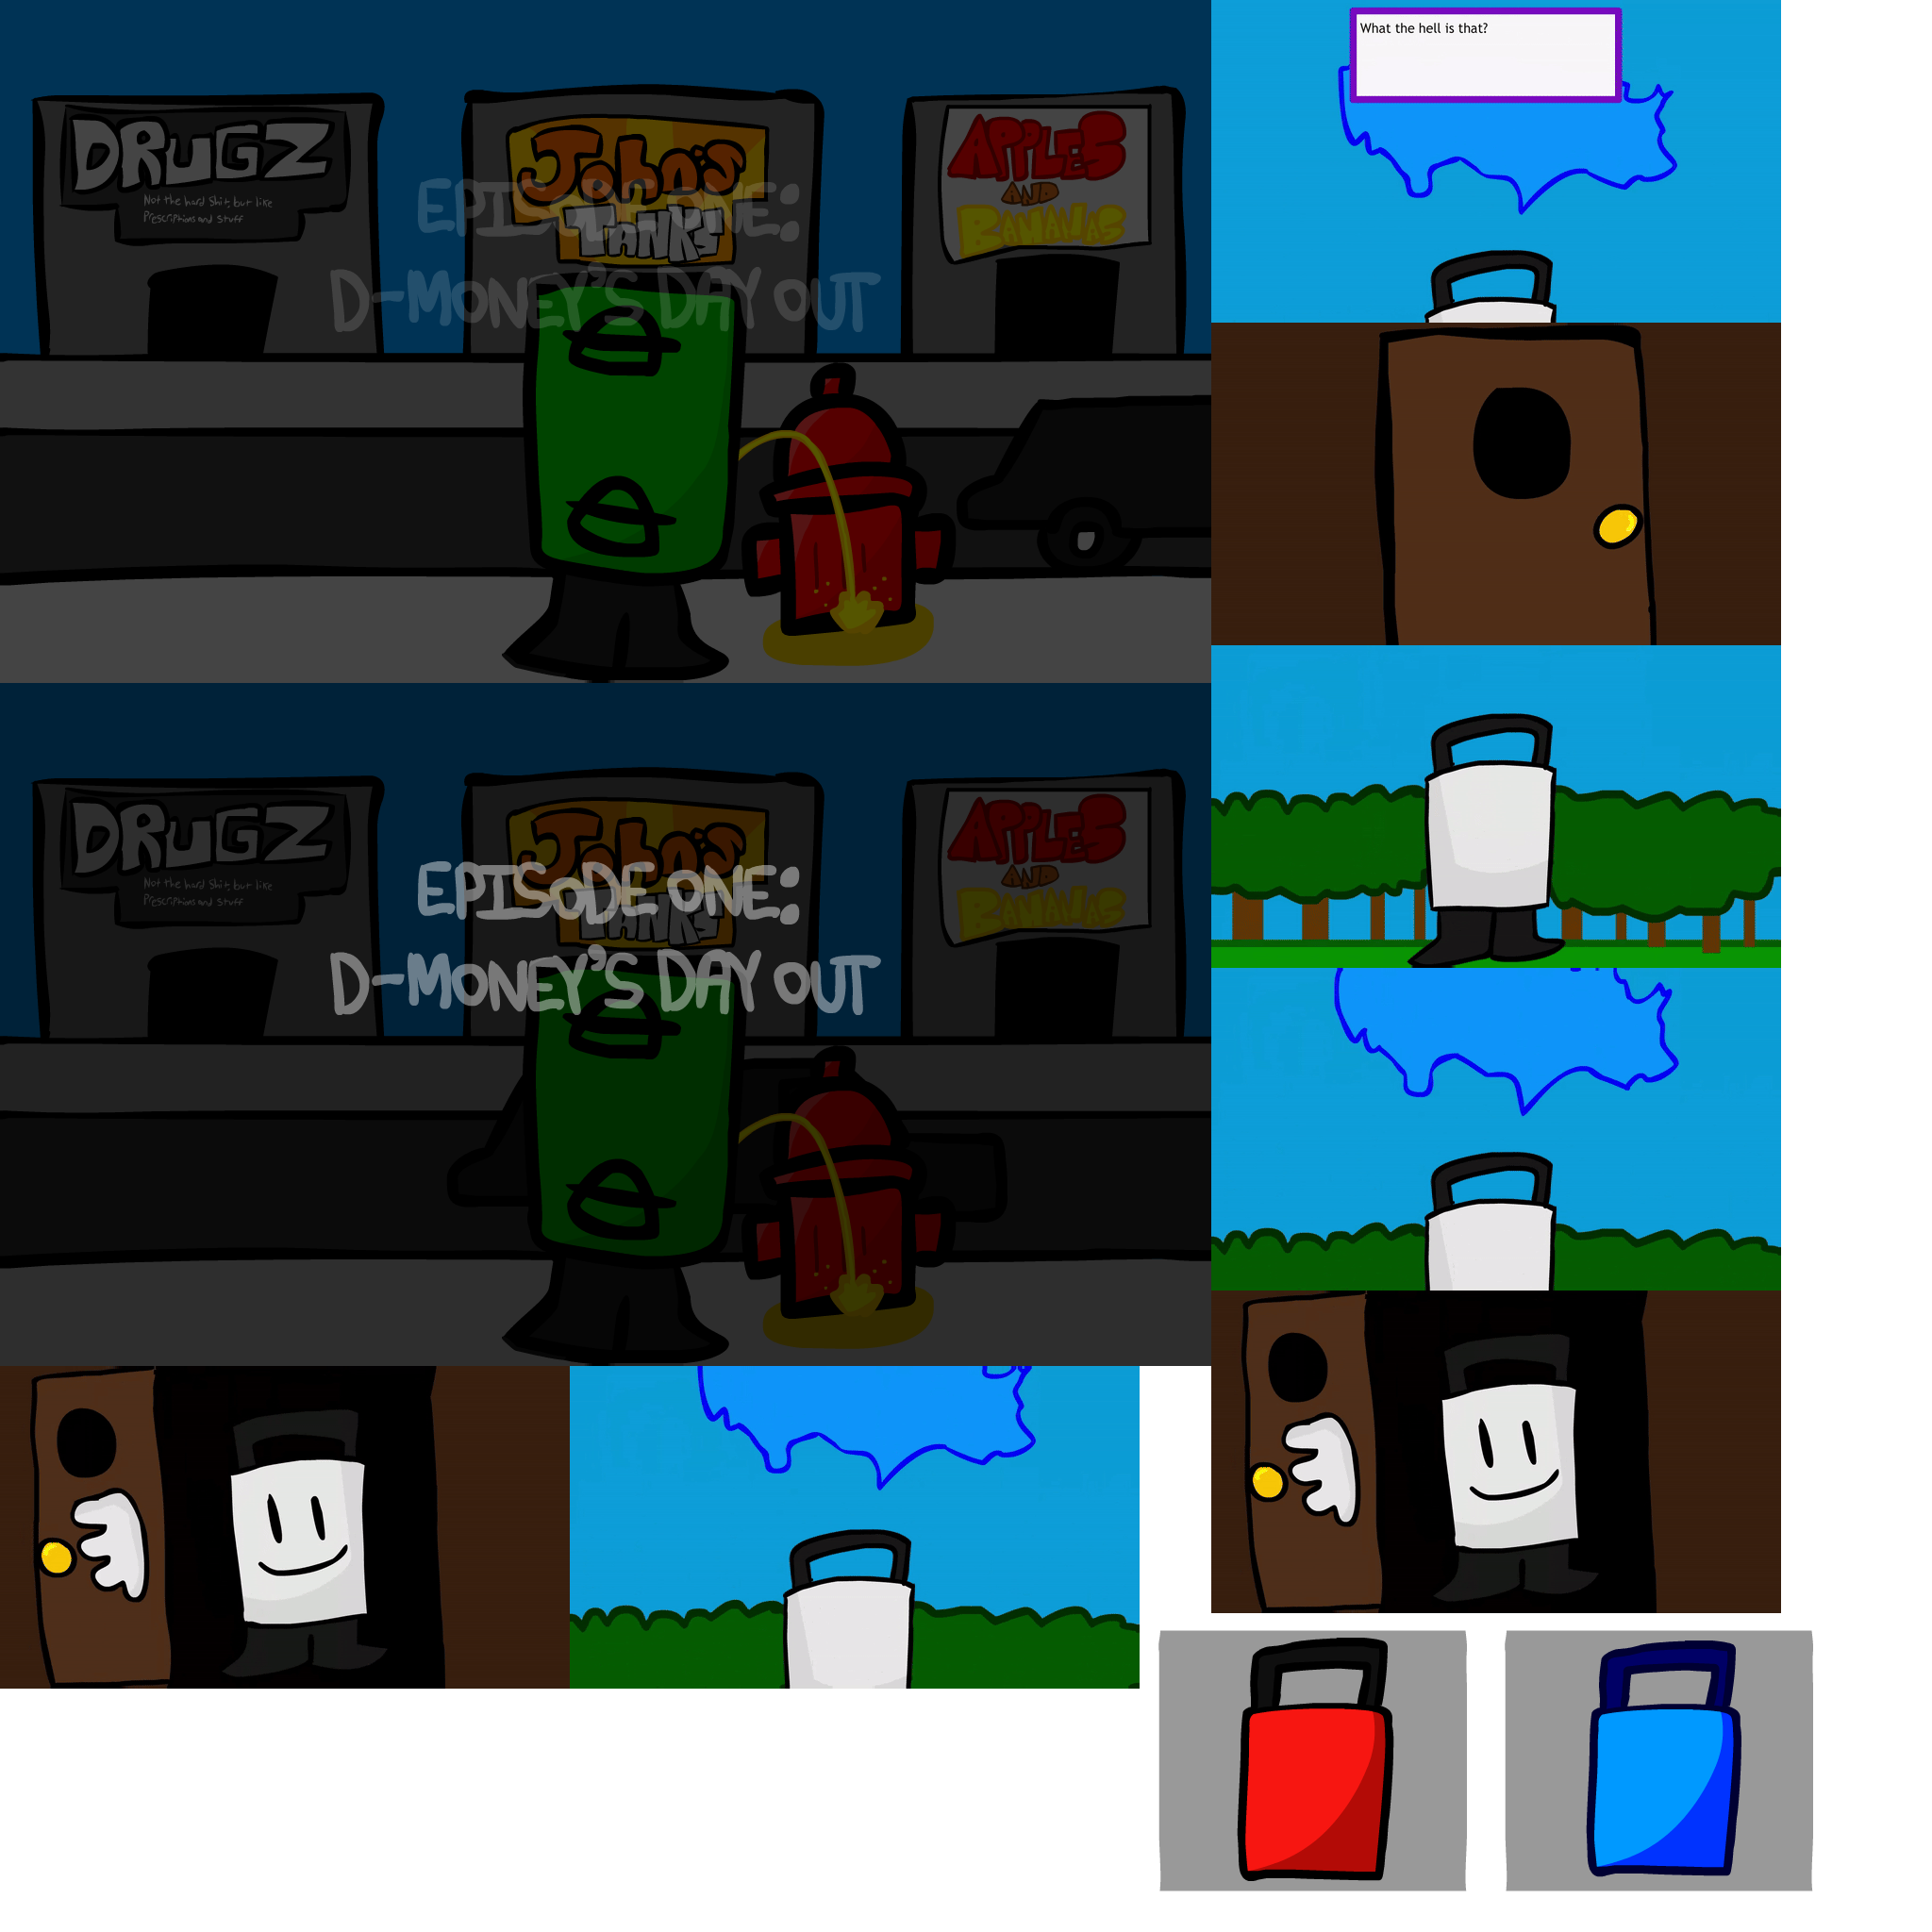 What the hell is that?
DRUGZ
Not the hard Shit, but like
Prescriptions and stuff
John's
TANKS
APPLES
AND
BANANAS
EPISODE ONE:
D-MONEY'S DAY OUT
DRUGZ
Not the hard Shit, but like
Prescriptions and stuff
John's
TANKS
APPLES
AND
BANANAS
EPISODE ONE:
D-MONEY'S DAY OUT